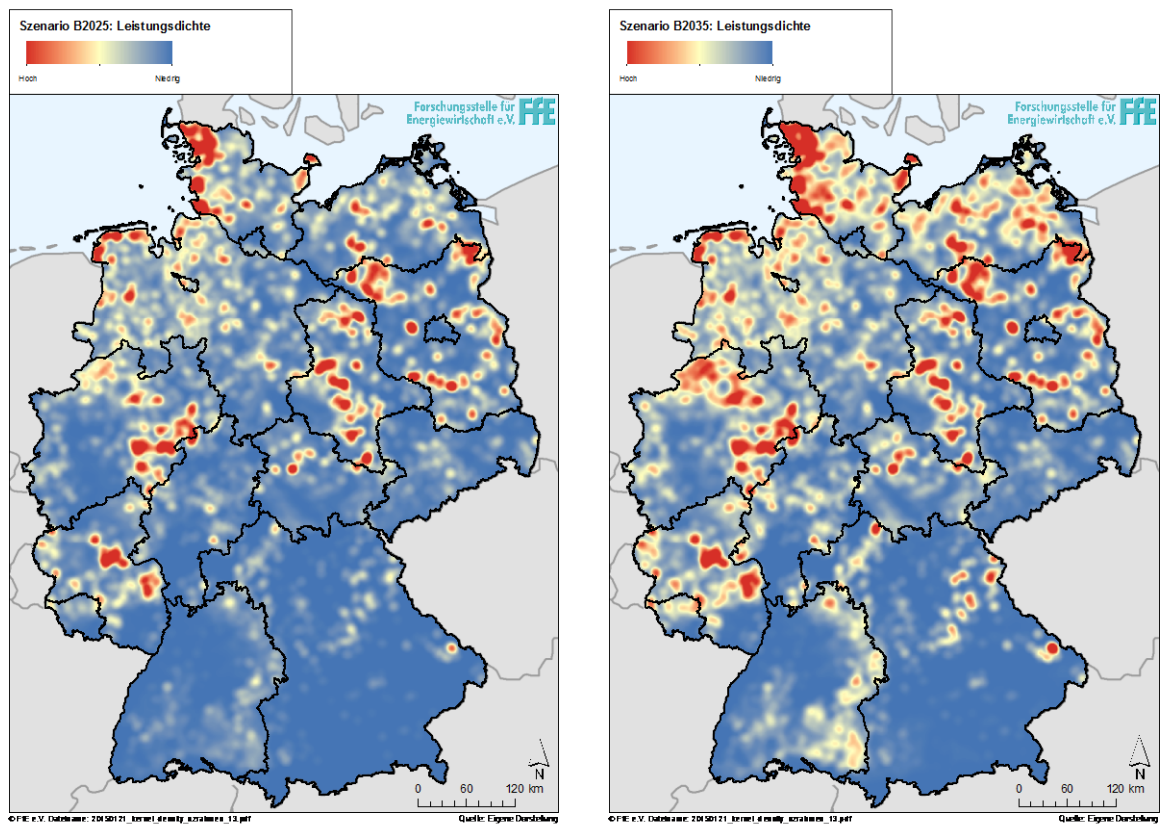 Szenario B2025: Leistungsdichte
Hoch Niedrig
Forschungsstelle für
Energiewirtschaft e.V. FfE
N
0 60 120 km
© FfE e.V. Dateiname: 20150121_kernel_density_uzrahmen_13.pdf Quelle: Eigene Darstellung
Szenario B2035: Leistungsdichte
Hoch Niedrig
Forschungsstelle für
Energiewirtschaft e.V. FfE
N
0 60 120 km
© FfE e.V. Dateiname: 20150121_kernel_density_uzrahmen_13.pdf Quelle: Eigene Darstellung